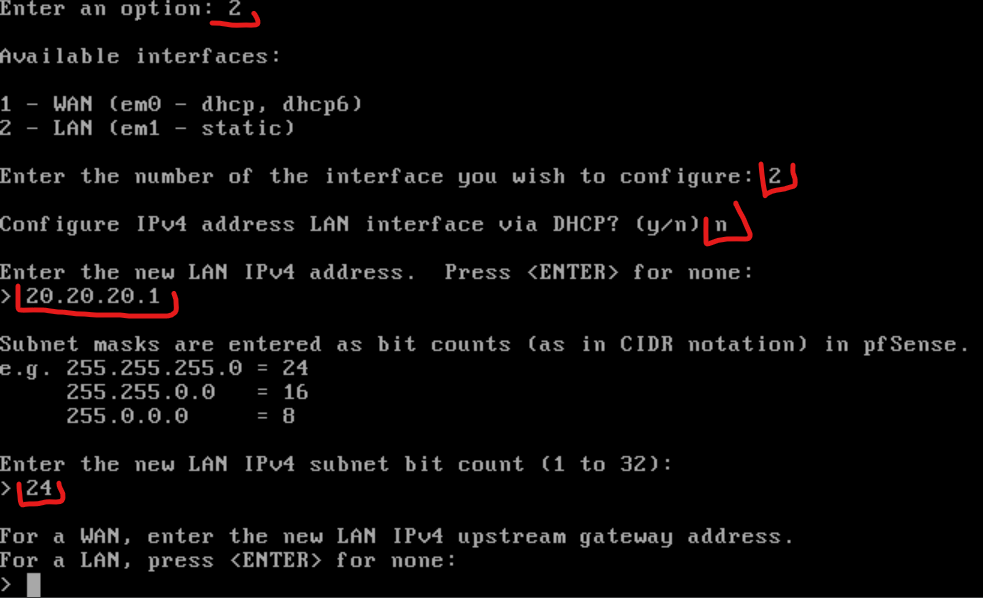 Enter an option: 2
Available interfaces:
1 - WAN (em0 - dhcp, dhcp6)
2 - LAN (em1 - static)
Enter the number of the interface you wish to configure: 2
Configure IPv4 address LAN interface via DHCP? (y/n) n
Enter the new LAN IPv4 address.  Press <ENTER> for none:
> 20.20.20.1
Subnet masks are entered as bit counts (as in CIDR notation) in pfSense.
e.g. 255.255.255.0 = 24
     255.255.0.0   = 16
     255.0.0.0     = 8
Enter the new LAN IPv4 subnet bit count (1 to 32):
> 24
For a WAN, enter the new LAN IPv4 upstream gateway address.
For a LAN, press <ENTER> for none:
>